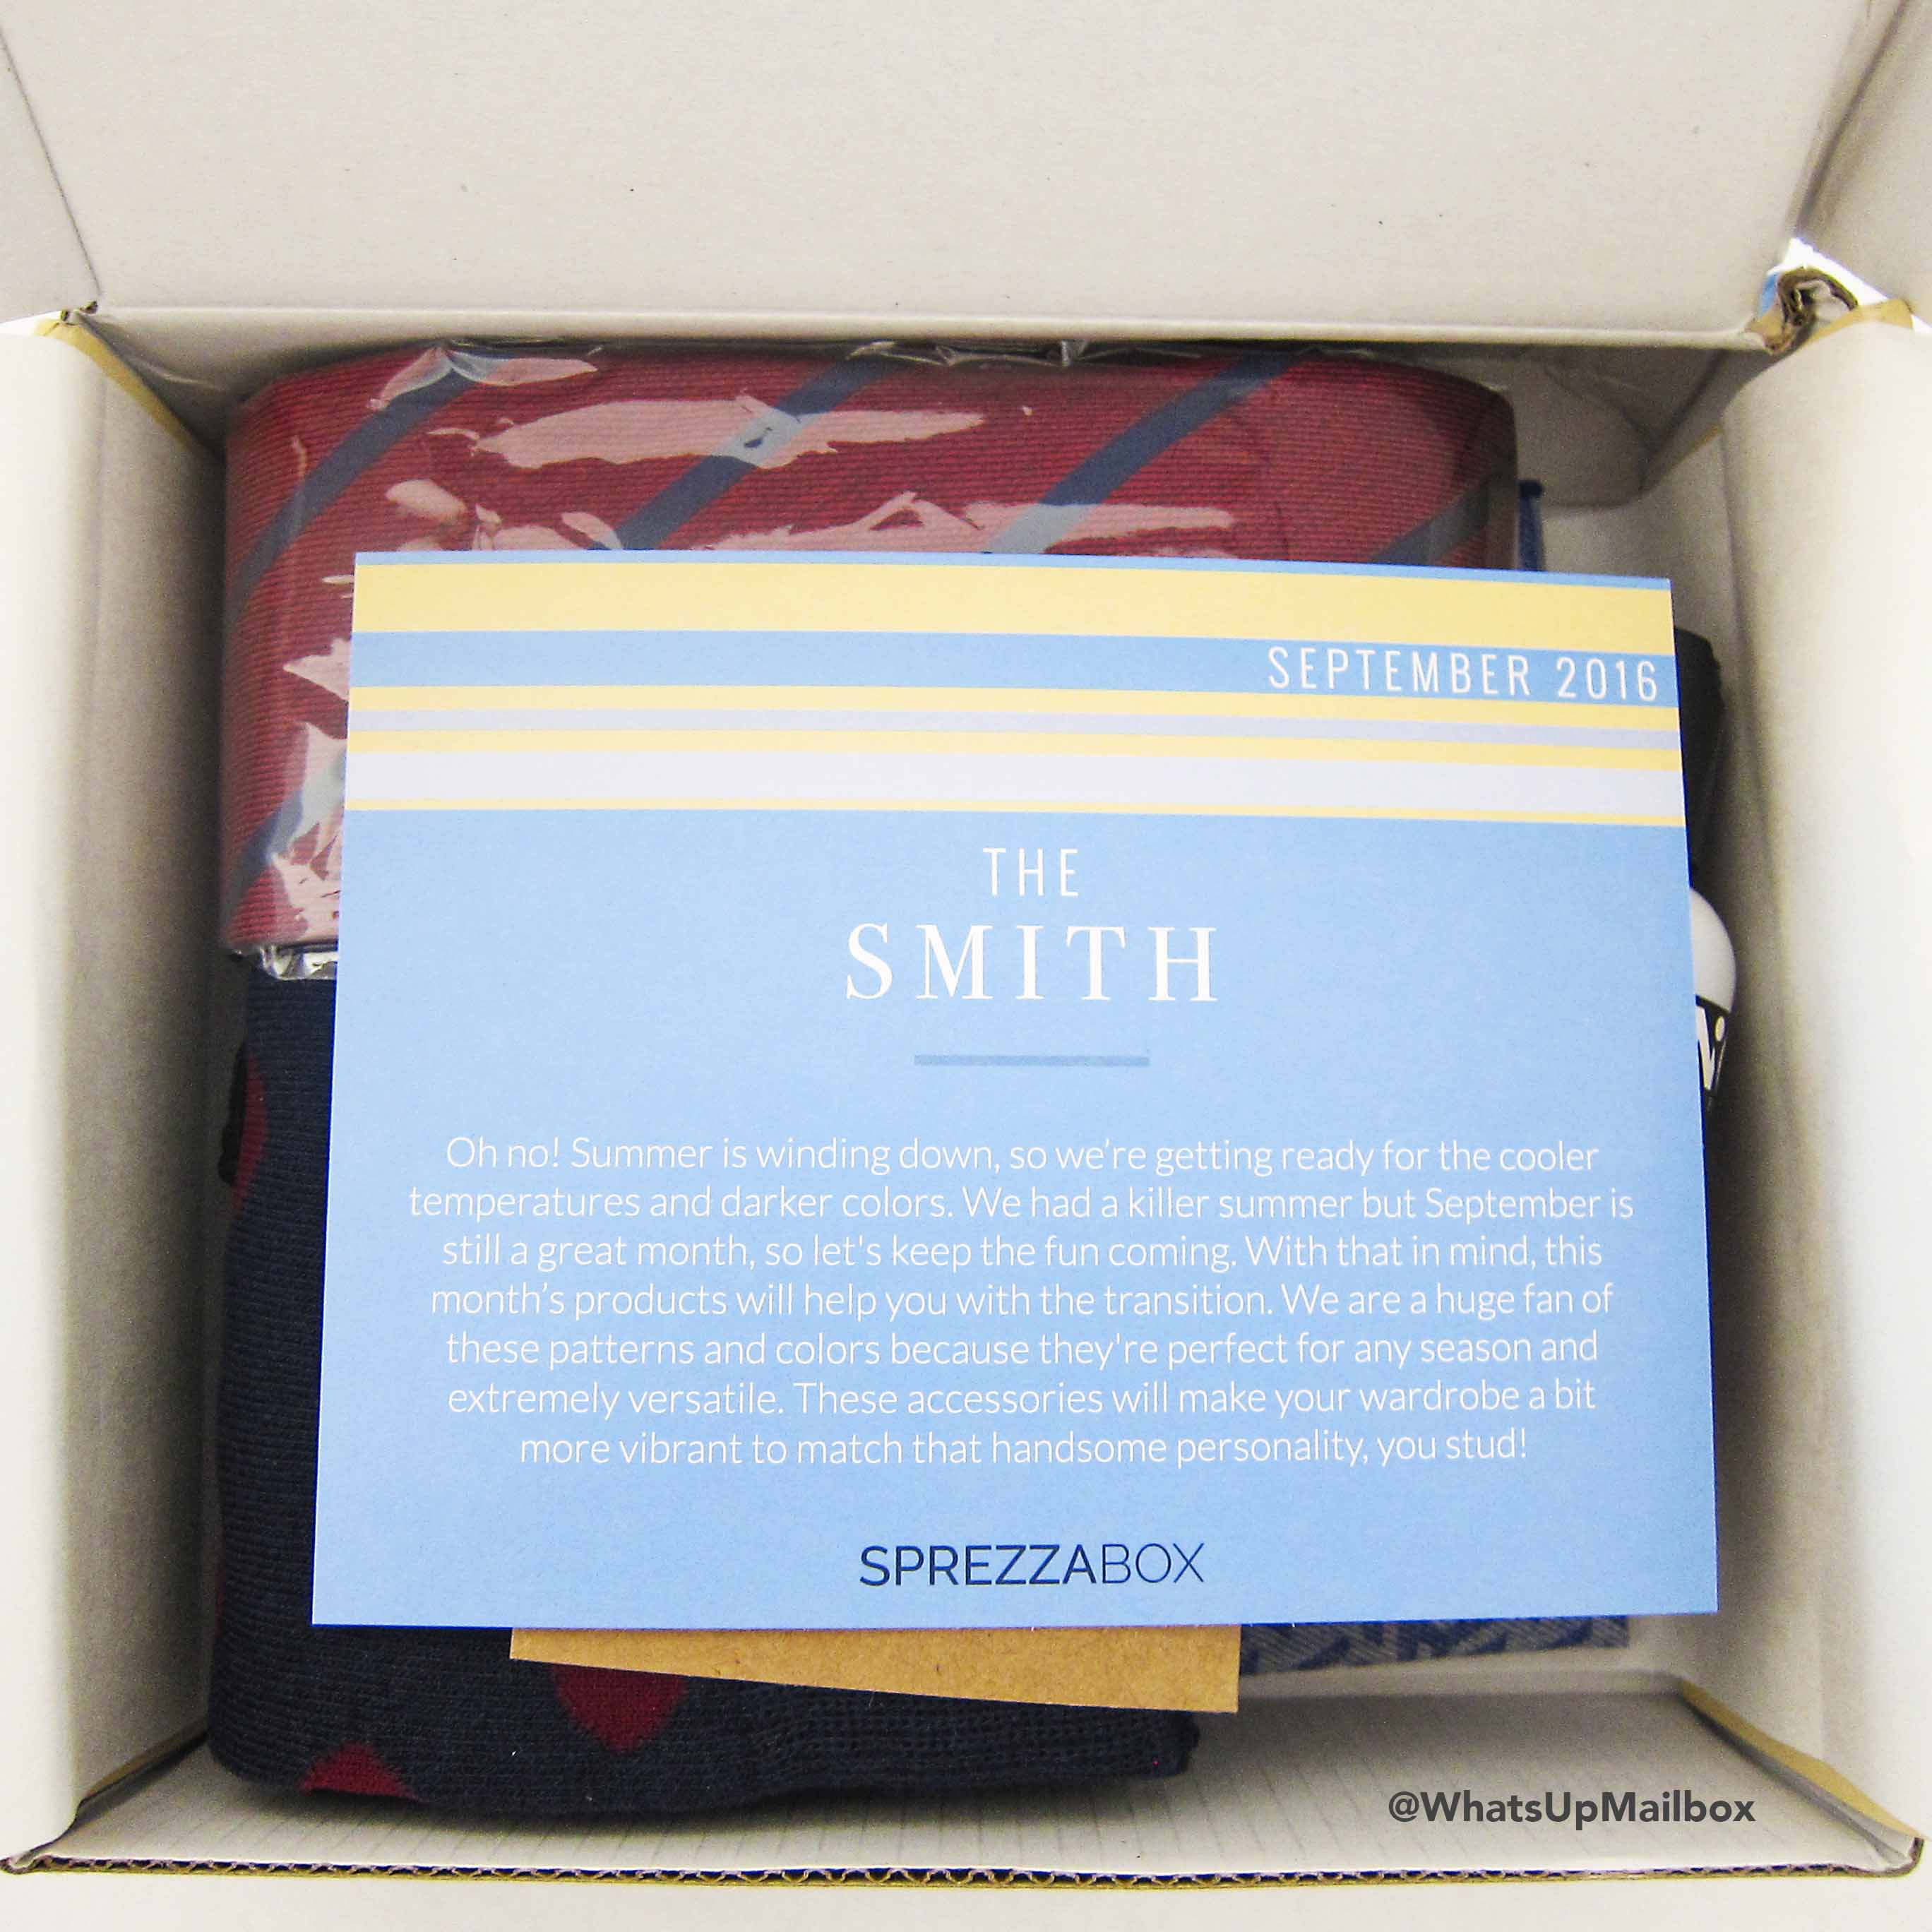 SEPTEMBER 2016
THE
SMITH
Oh no! Summer is winding down, so we're getting ready for the cooler
temperatures and darker colors. We had a killer summer but September is
still a great month, so let's keep the fun coming. With that in mind, this
month's products will help you with the transition. We are a huge fan of
these patterns and colors because they're perfect for any season and
extremely versatile. These accessories will make your wardrobe a bit
more vibrant to match that handsome personality, you stud!
SPREZZABOX
@WhatsUpMailbox